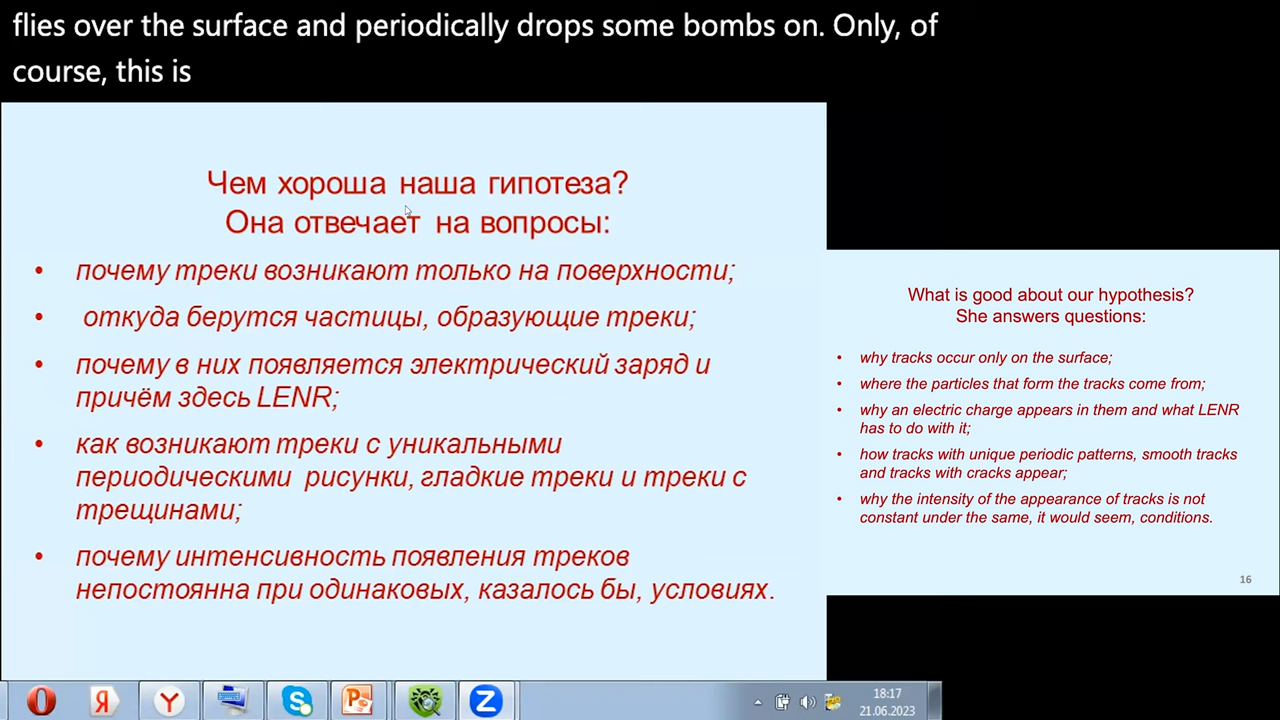 flies over the surface and periodically drops some bombs on. Only, of
course, this is
Чем хороша наша гипотеза?
Она отвечает на вопросы:
• почему треки возникают только на поверхности;
• откуда берутся частицы, образующие треки;
• почему в них появляется электрический заряд и
причём здесь LENR;
• как возникают треки с уникальными
периодическими рисунки, гладкие треки и треки с
трещинами;
• почему интенсивность появления треков
непостоянна при одинаковых, казалось бы, условиях.
What is good about our hypothesis?
She answers questions:
• why tracks occur only on the surface;
• where the particles that form the tracks come from;
• why an electric charge appears in them and what LENR
has to do with it;
• how tracks with unique periodic patterns, smooth tracks
and tracks with cracks appear;
• why the intensity of the appearance of tracks is not
constant under the same, it would seem, conditions.
16
18:17
21.06.2023